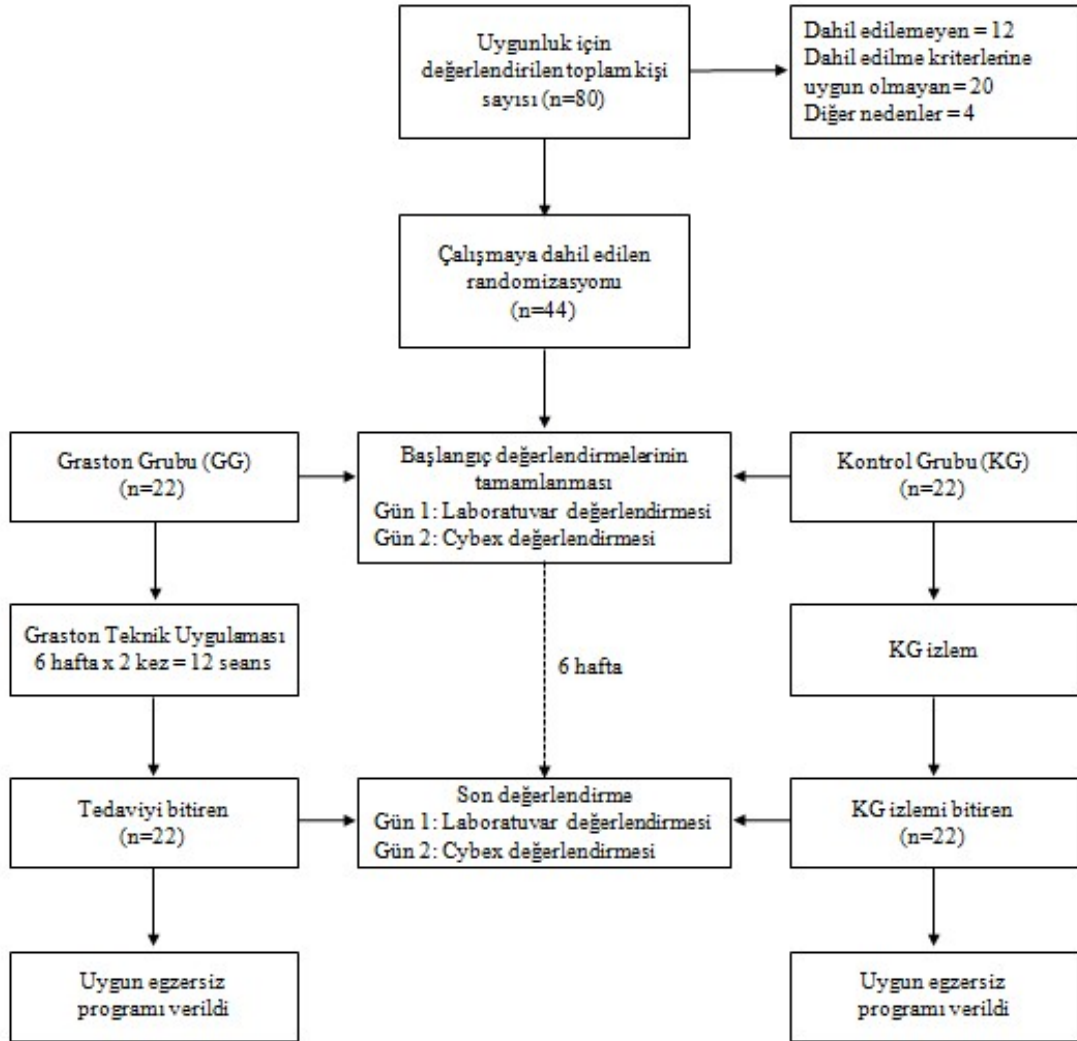 Uygunluk için
değerlendirilen toplam kişi
sayısı (n=80)
Dahil edilemeyen = 12
Dahil edilme kriterlerine
uygun olmayan = 20
Diğer nedenler = 4
Çalışmaya dahil edilen
randomizasyonu
(n=44)
Graston Grubu (GG)
(n=22)
Başlangıç değerlendirmelerinin
tamamlanması
Gün 1: Laboratuvar değerlendirmesi
Gün 2: Cybex değerlendirmesi
Kontrol Grubu (KG)
(n=22)
Graston Teknik Uygulaması
6 hafta x 2 kez = 12 seans
6 hafta
KG izlem
Tedaviyi bitiren
(n=22)
Son değerlendirme
Gün 1: Laboratuvar değerlendirmesi
Gün 2: Cybex değerlendirmesi
KG izlemi bitiren
(n=22)
Uygun egzersiz
programı verildi
Uygun egzersiz
programı verildi